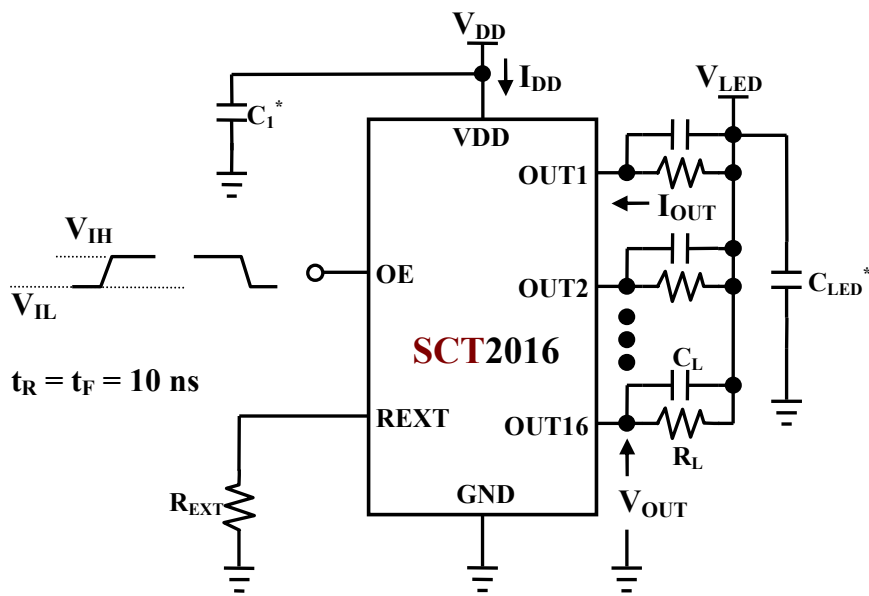 VDD
IDD
C1*
VLED
VDD
OUT1
IOUT
VIH
OE
OUT2
CLED*
VIL
SCT2016
CL
tR = tF = 10 ns
REXT
OUT16
RL
REXT
GND
VOUT